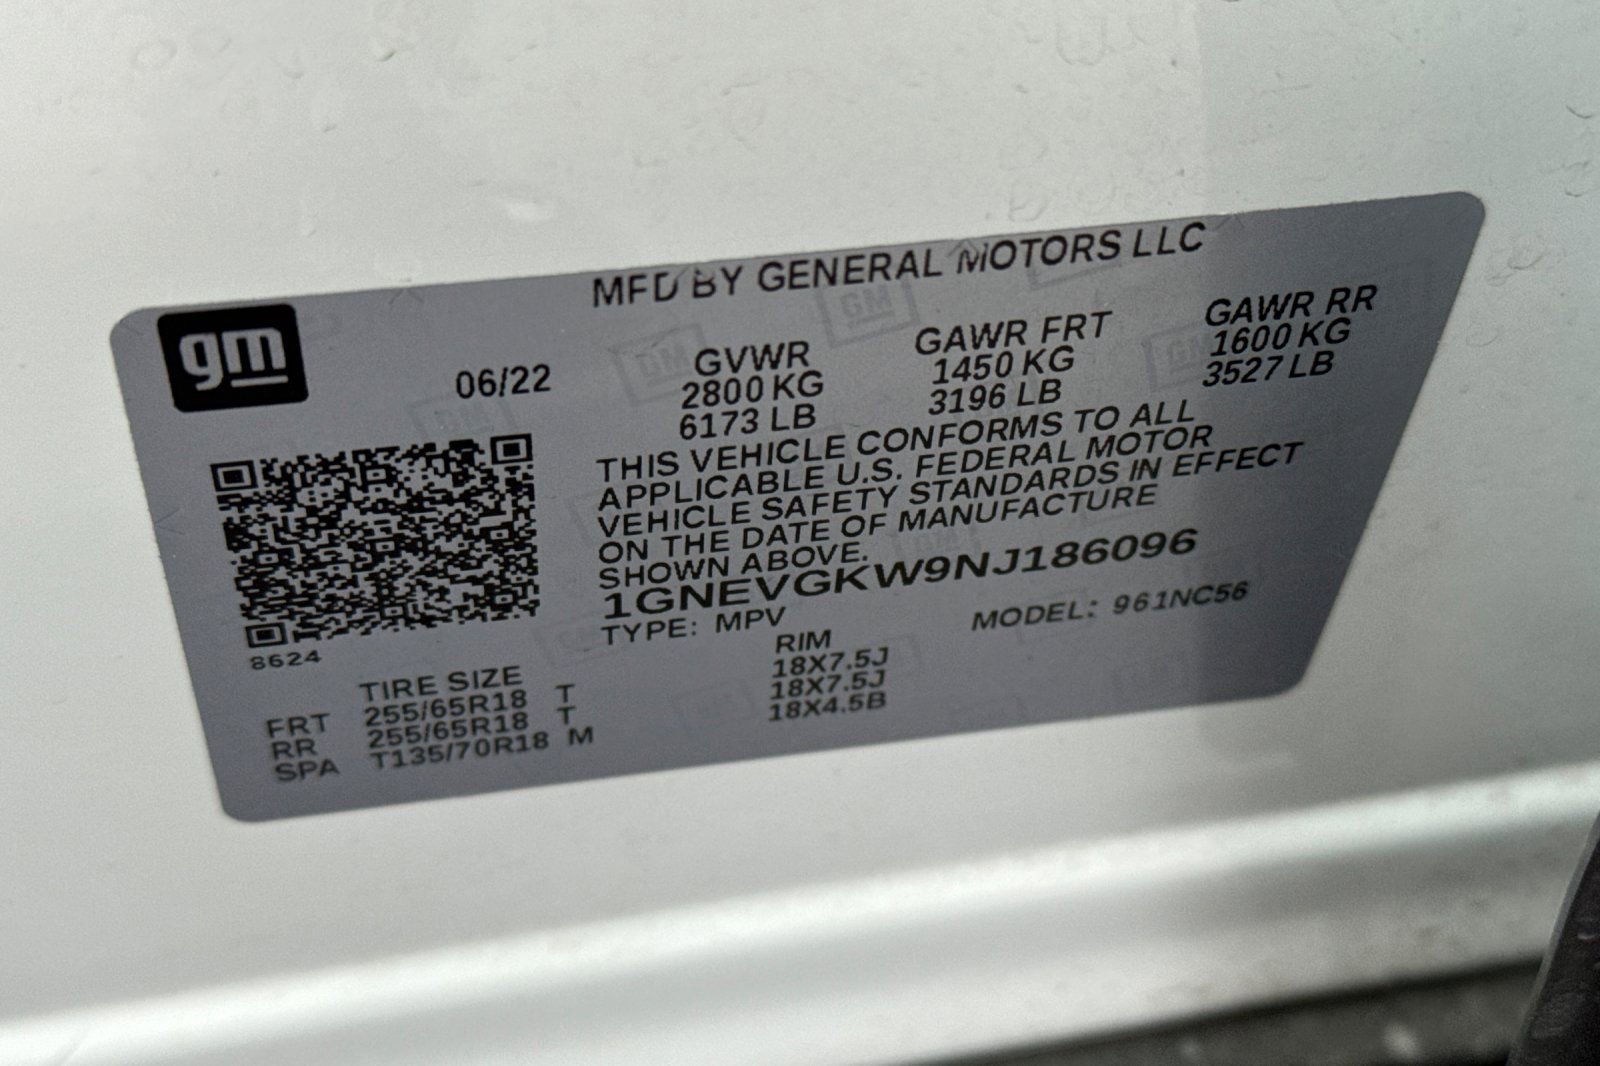 MFD BY GENERAL MOTORS LLC
gm
06/22
GVWR GAWR FRT GAWR RR
2800 KG 1450 KG 1600 KG
6173 LB 3196 LB 3527 LB
THIS VEHICLE CONFORMS TO ALL
APPLICABLE U.S. FEDERAL MOTOR
VEHICLE SAFETY STANDARDS IN EFFECT
ON THE DATE OF MANUFACTURE
SHOWN ABOVE.
1GNEVGKW9NJ186096
TYPE: MPV MODEL: 961NC56
8624
TIRE SIZE RIM
FRT 255/65R18 T 18X7.5J
RR 255/65R18 T 18X7.5J
SPA T135/70R18 M 18X4.5B